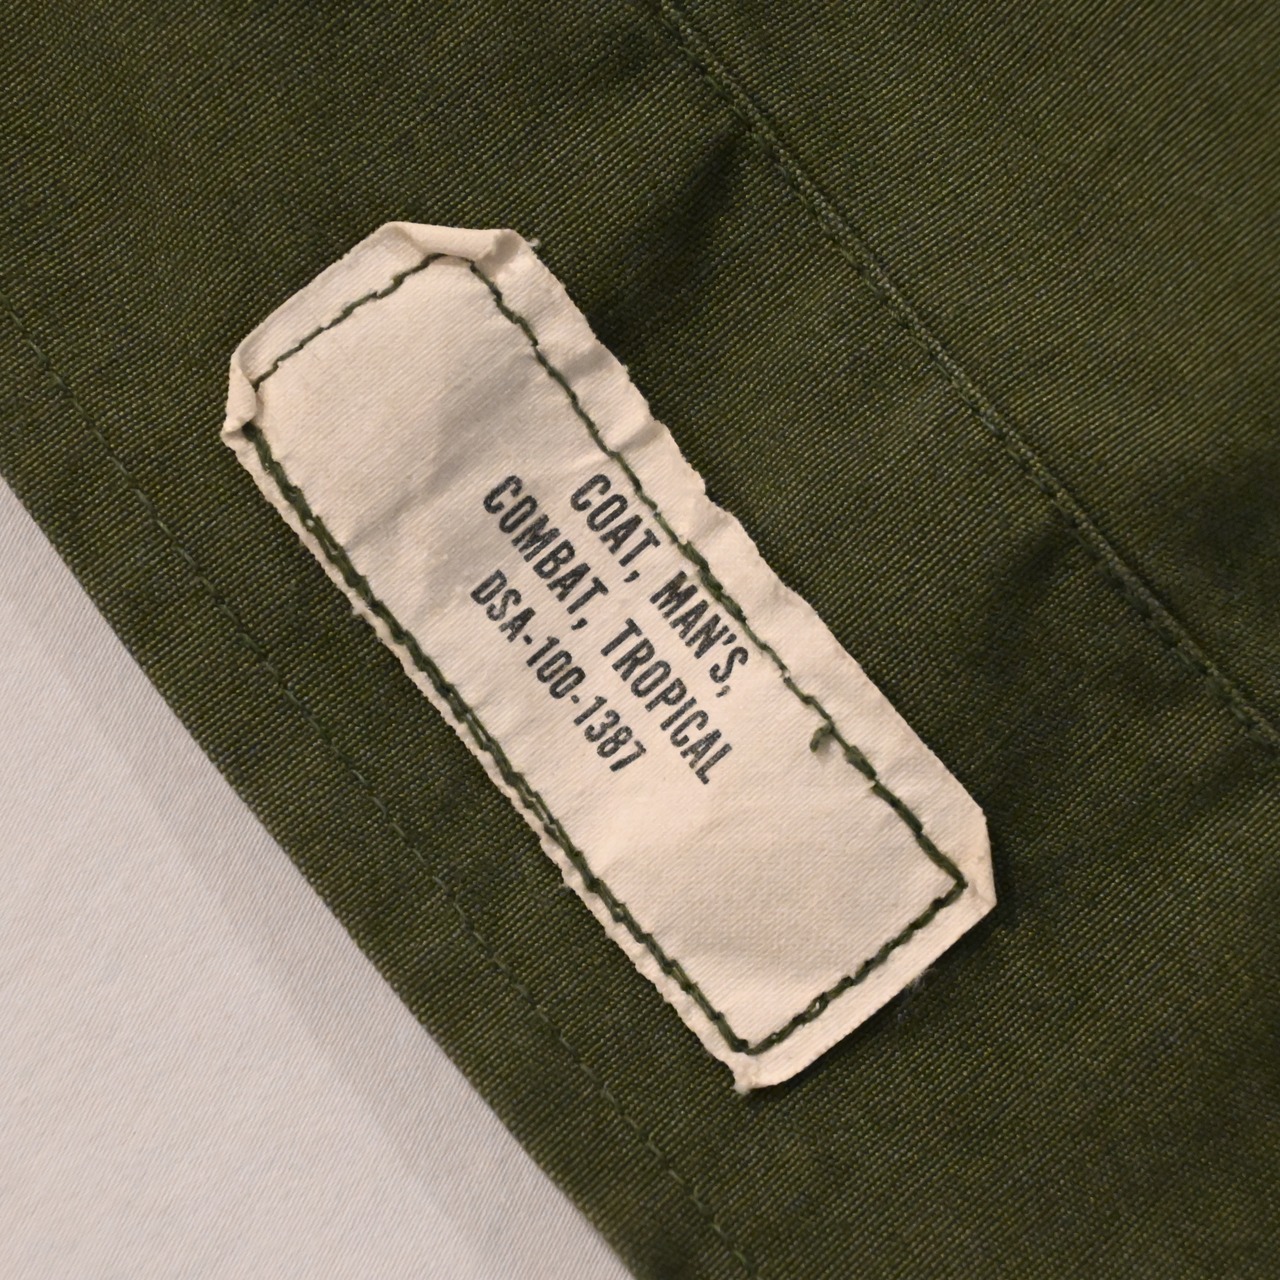 COAT, MAN'S,
COMBAT, TROPICAL
DSA-100-1387